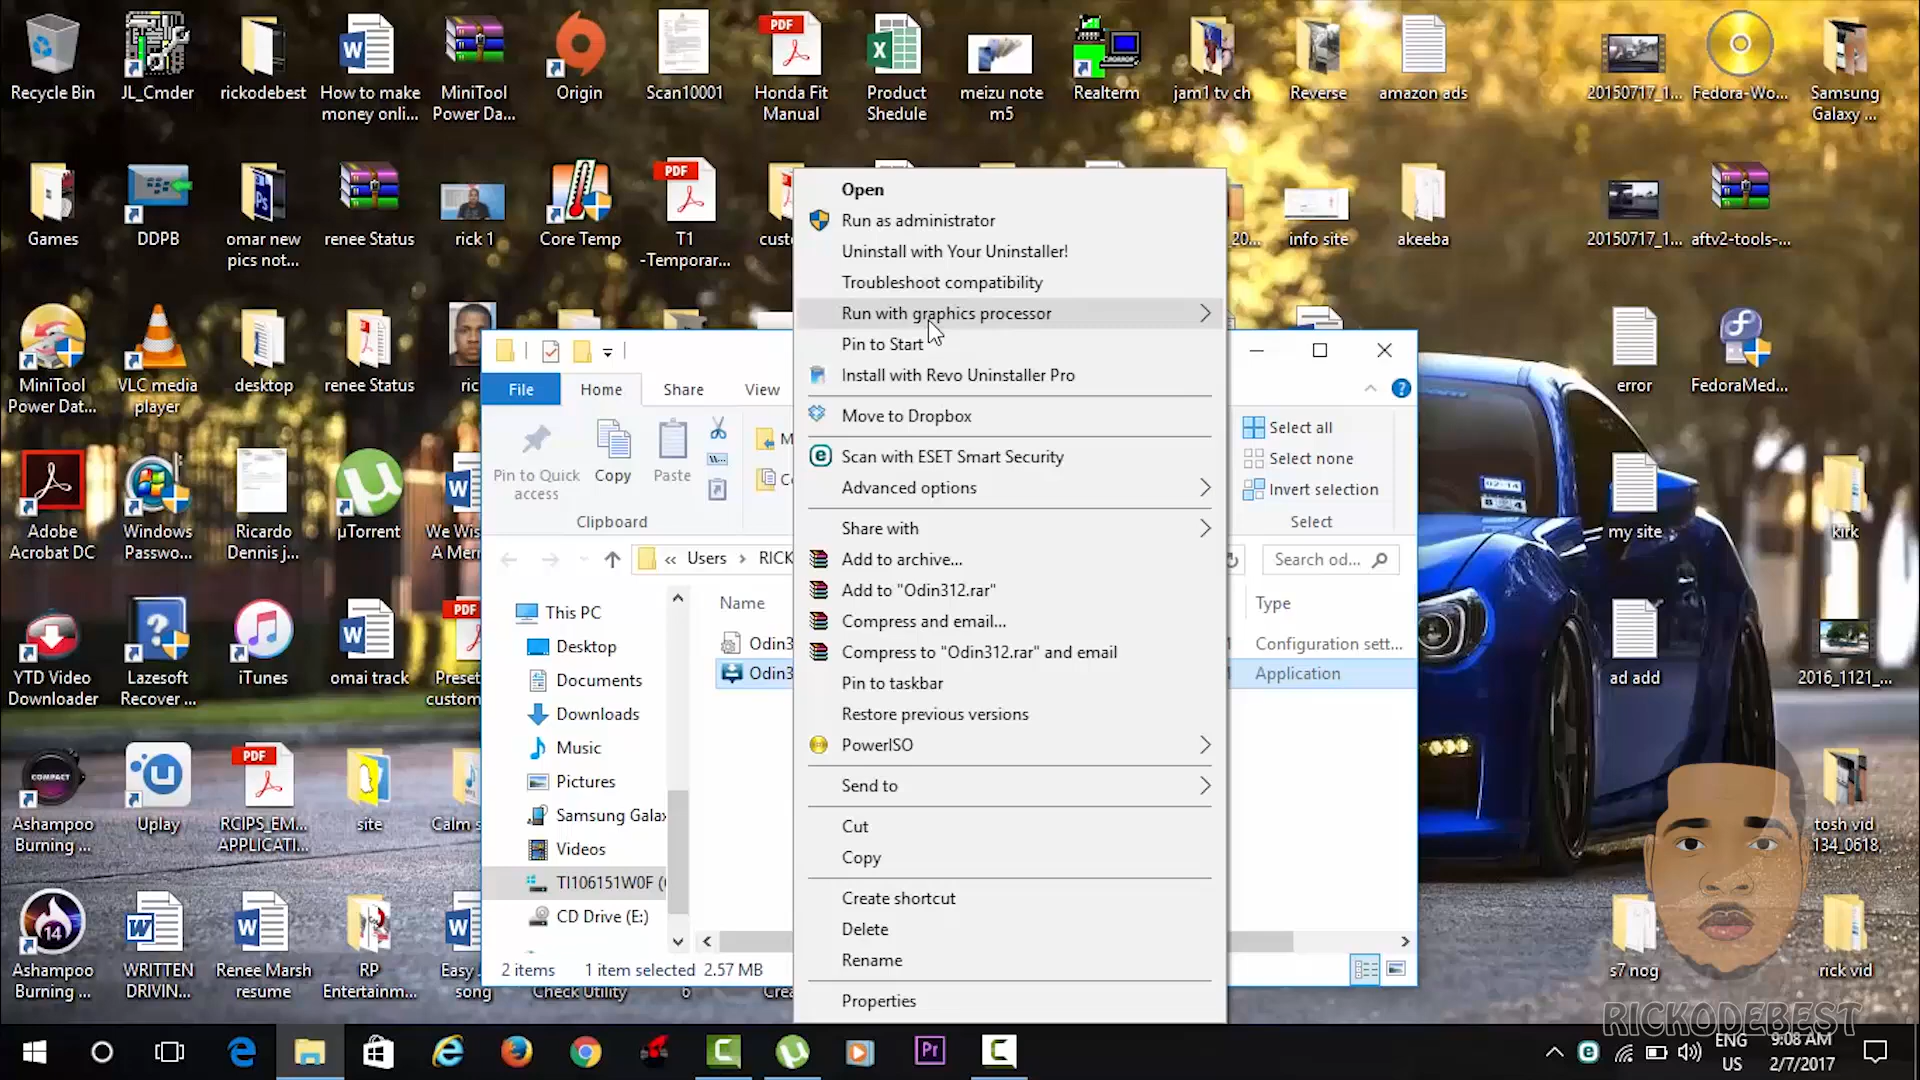 Recycle Bin
JL_Cmder
rickodebest
How to make
money onli...
MiniTool
Power Da...
Origin
Scan10001
PDF
Honda Fit
Manual
Product
Shedule
meizu note
m5
Realterm
jam1 tv ch
Reverse
amazon ads
20150717_1...
Fedora-Wo...
Samsung
Galaxy ...
Games
DDPB
omar new
pics not...
renee Status
rick 1
Core Temp
PDF
T1
-Temporar...
info site
akeeba
20150717_1...
aftv2-tools-...
MiniTool
Power Dat...
VLC media
player
desktop
renee Status
error
FedoraMed...
Adobe
Acrobat DC
Windows
Passwo...
Ricardo
Dennis j...
µTorrent
We Wis
A Merr
my site
kirk
YTD Video
Downloader
Lazesoft
Recover ...
iTunes
omai track
PDF
Preset
custom
ad add
2016_1121_...
COMPACT
Ashampoo
Burning ...
Uplay
PDF
RCIPS_EM...
APPLICATI...
site
Calm s
tosh vid
134_0618,
14
Ashampoo
Burning ...
WRITTEN
DRIVIN...
Renee Marsh
resume
RP
Entertainm...
Easy
song
Check Utility
s7 nog
rick vid
Open
Run as administrator
Uninstall with Your Uninstaller!
Troubleshoot compatibility
Run with graphics processor
Pin to Start
Install with Revo Uninstaller Pro
Move to Dropbox
Scan with ESET Smart Security
Advanced options
Share with
Add to archive...
Add to "Odin312.rar"
Compress and email...
Compress to "Odin312.rar" and email
Pin to taskbar
Restore previous versions
PowerISO
Send to
Cut
Copy
Create shortcut
Delete
Rename
Properties
File
Home
Share
View
Pin to Quick
access
Copy
Paste
Clipboard
Select all
Select none
Invert selection
Select
« Users > RICK
Search od...
Name
Type
Odin3
Configuration sett...
Odin3
Application
This PC
Desktop
Documents
Downloads
Music
Pictures
Samsung Galax
Videos
TI106151W0F (
CD Drive (E:)
2 items
1 item selected 2.57 MB
RICKODEBEST
Pr
ENG
US
9:08 AM
2/7/2017